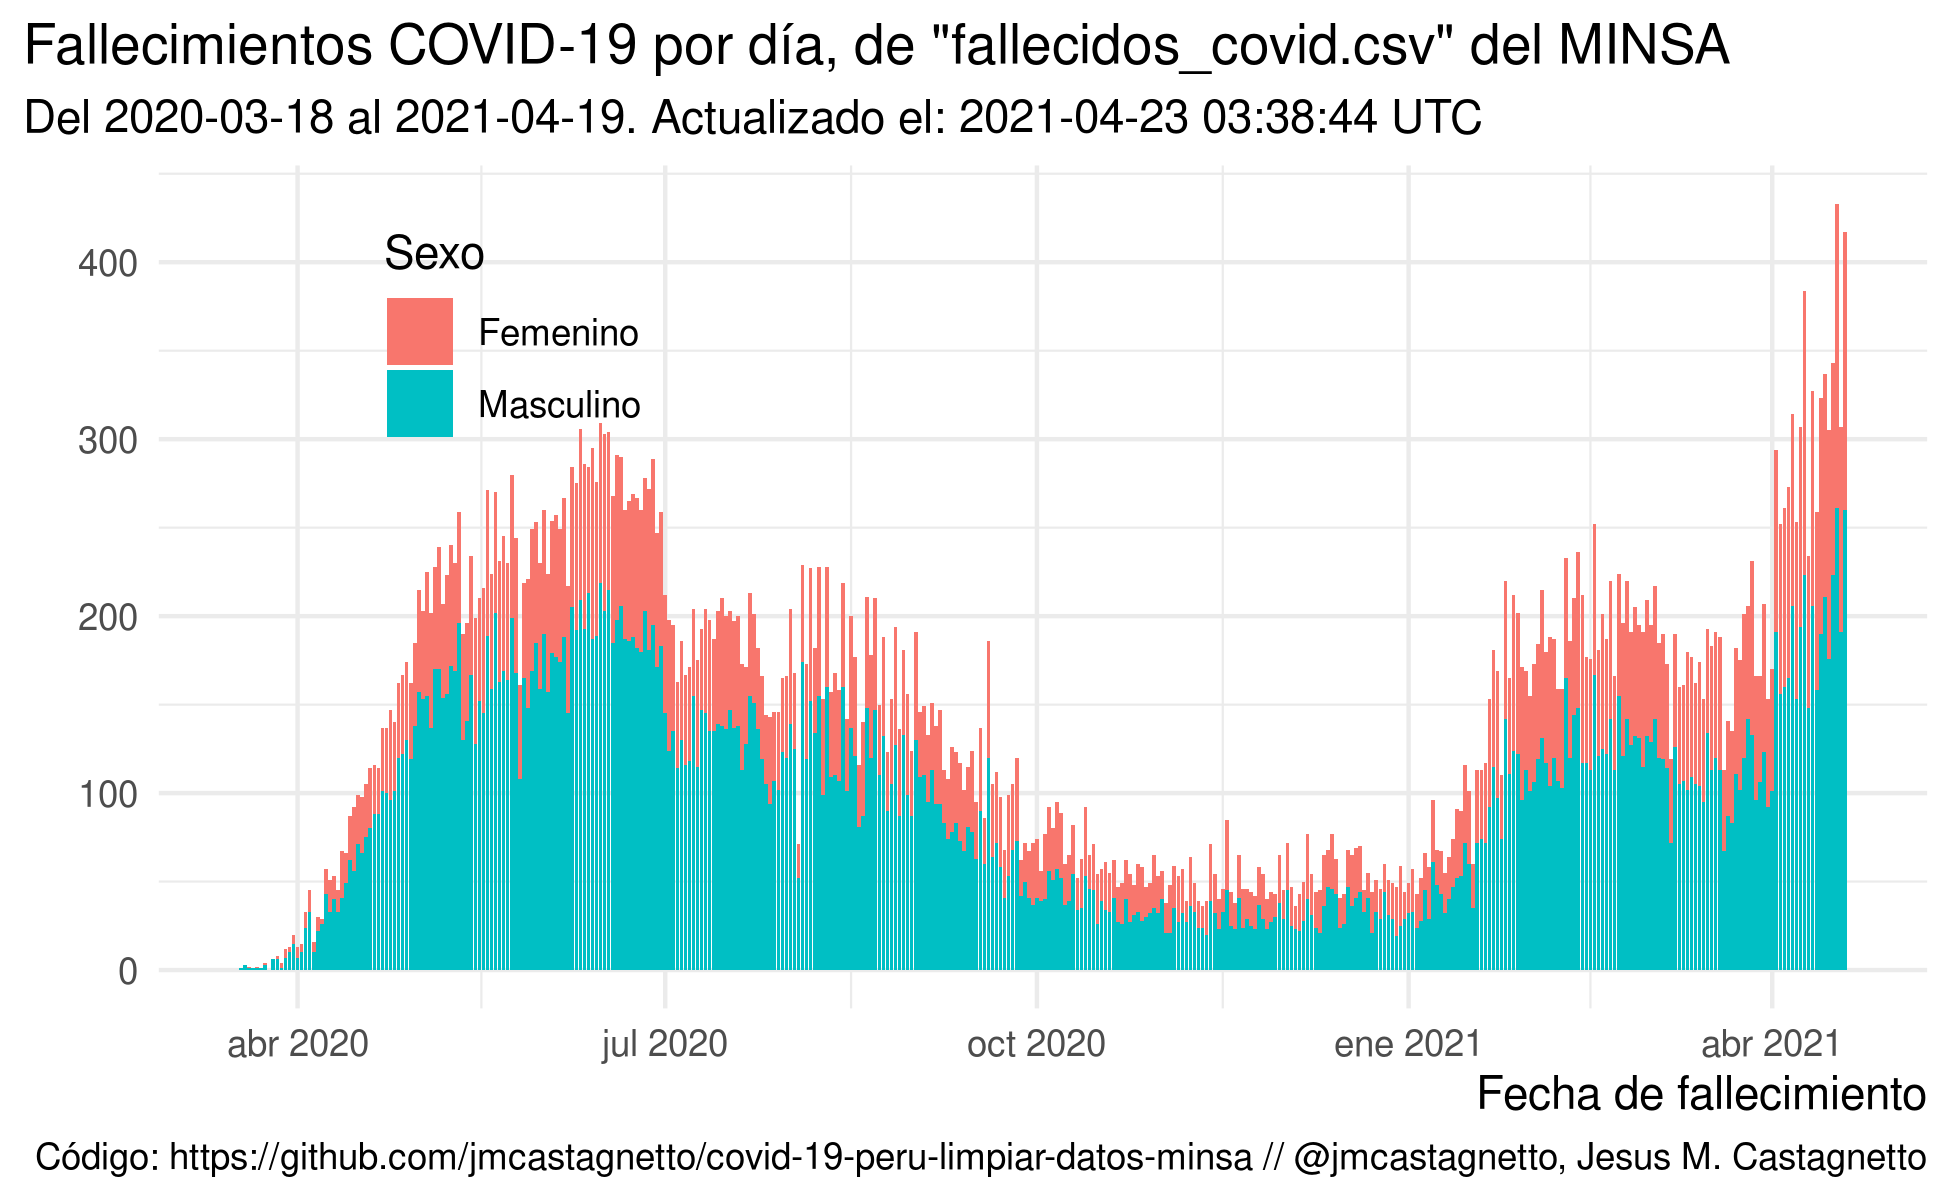 Fallecimientos COVID-19 por día, de "fallecidos_covid.csv" del MINSA
Del 2020-03-18 al 2021-04-19. Actualizado el: 2021-04-23 03:38:44 UTC
Sexo
Femenino
Masculino
400
300
200
100
0
abr 2020 jul 2020 oct 2020 ene 2021 abr 2021
Fecha de fallecimiento
Código: https://github.com/jmcastagnetto/covid-19-peru-limpiar-datos-minsa // @jmcastagnetto, Jesus M. Castagnetto